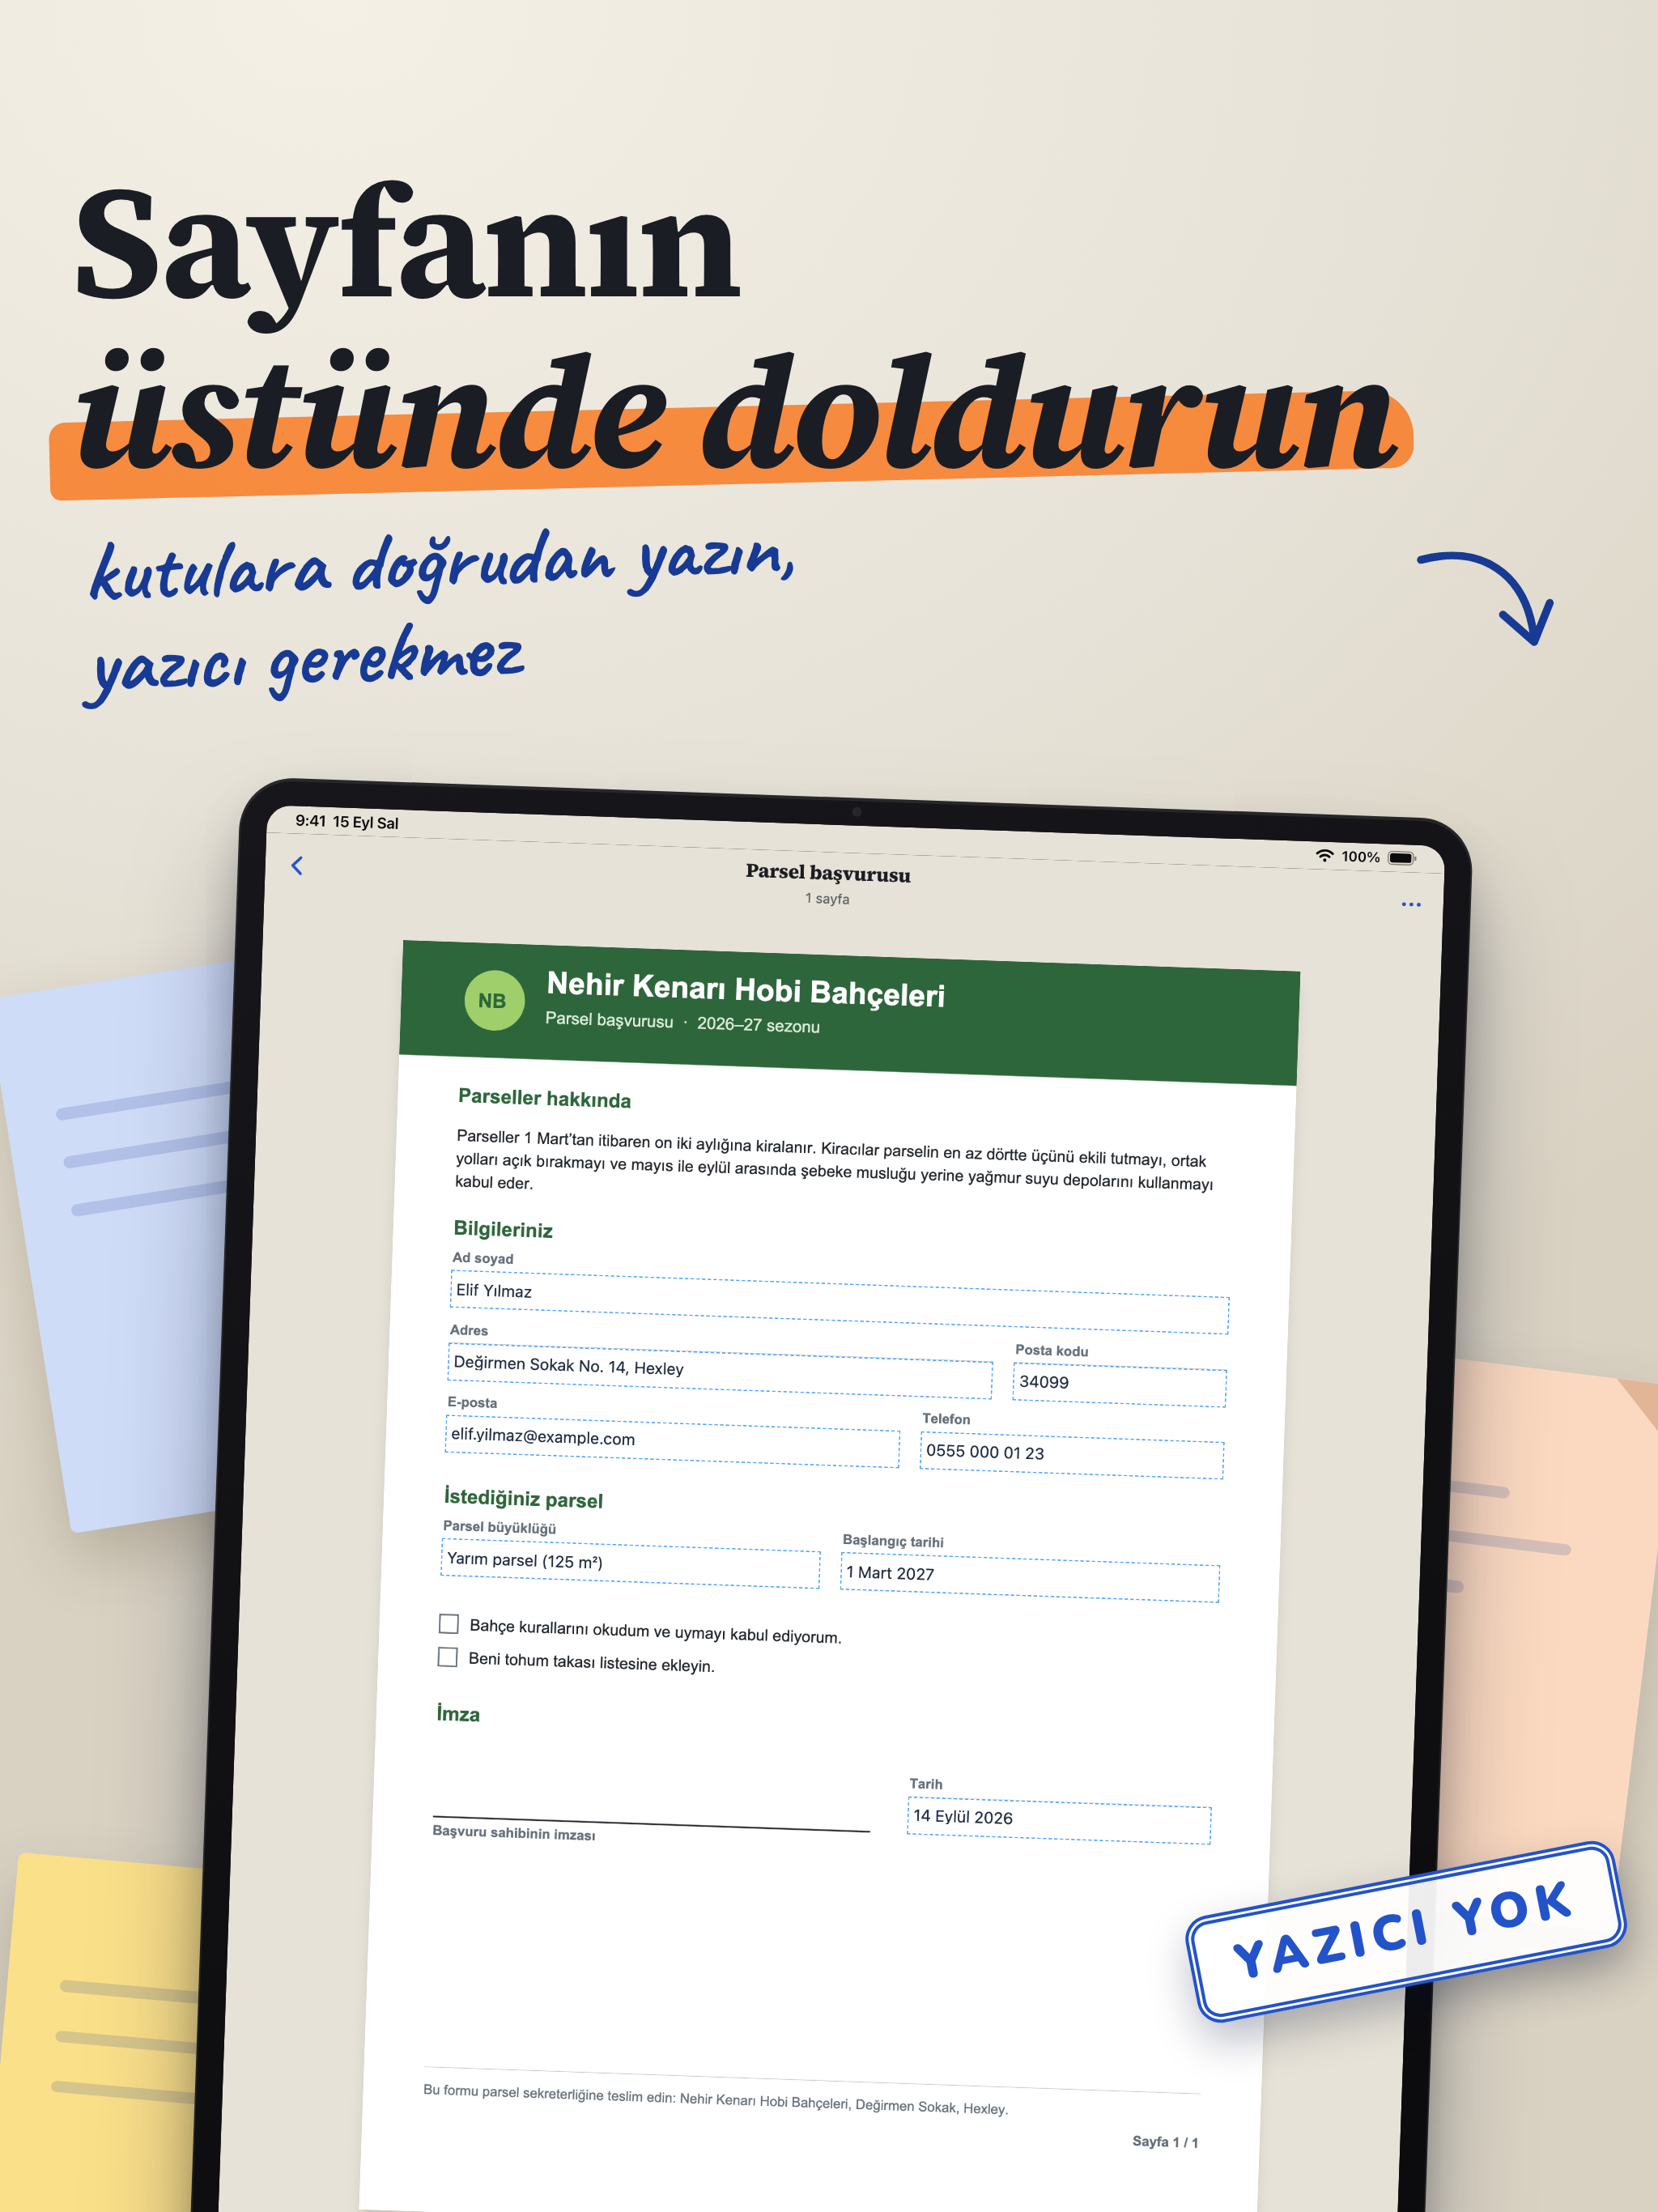 Sayfanın
üstünde doldurun
kutulara doğrudan yazın,
yazıcı gerekmez
9:41 15 Eyl Sal
100%
Parsel başvurusu
1 sayfa
NB
Nehir Kenarı Hobi Bahçeleri
Parsel başvurusu · 2026–27 sezonu
Parseller hakkında
Parseller 1 Mart'tan itibaren on iki aylığına kiralanır. Kiracılar parselin en az dörtte üçünü ekili tutmayı, ortak
yolları açık bırakmayı ve mayıs ile eylül arasında şebeke musluğu yerine yağmur suyu depolarını kullanmayı
kabul eder.
Bilgileriniz
Ad soyad
Elif Yılmaz
Adres
Posta kodu
Değirmen Sokak No. 14, Hexley
34099
E-posta
Telefon
elif.yilmaz@example.com
0555 000 01 23
İstediğiniz parsel
Parsel büyüklüğü
Başlangıç tarihi
Yarım parsel (125 m²)
1 Mart 2027
Bahçe kurallarını okudum ve uymayı kabul ediyorum.
Beni tohum takası listesine ekleyin.
İmza
Tarih
14 Eylül 2026
Başvuru sahibinin imzası
YAZICI YOK
Bu formu parsel sekreterliğine teslim edin: Nehir Kenarı Hobi Bahçeleri, Değirmen Sokak, Hexley.
Sayfa 1 / 1